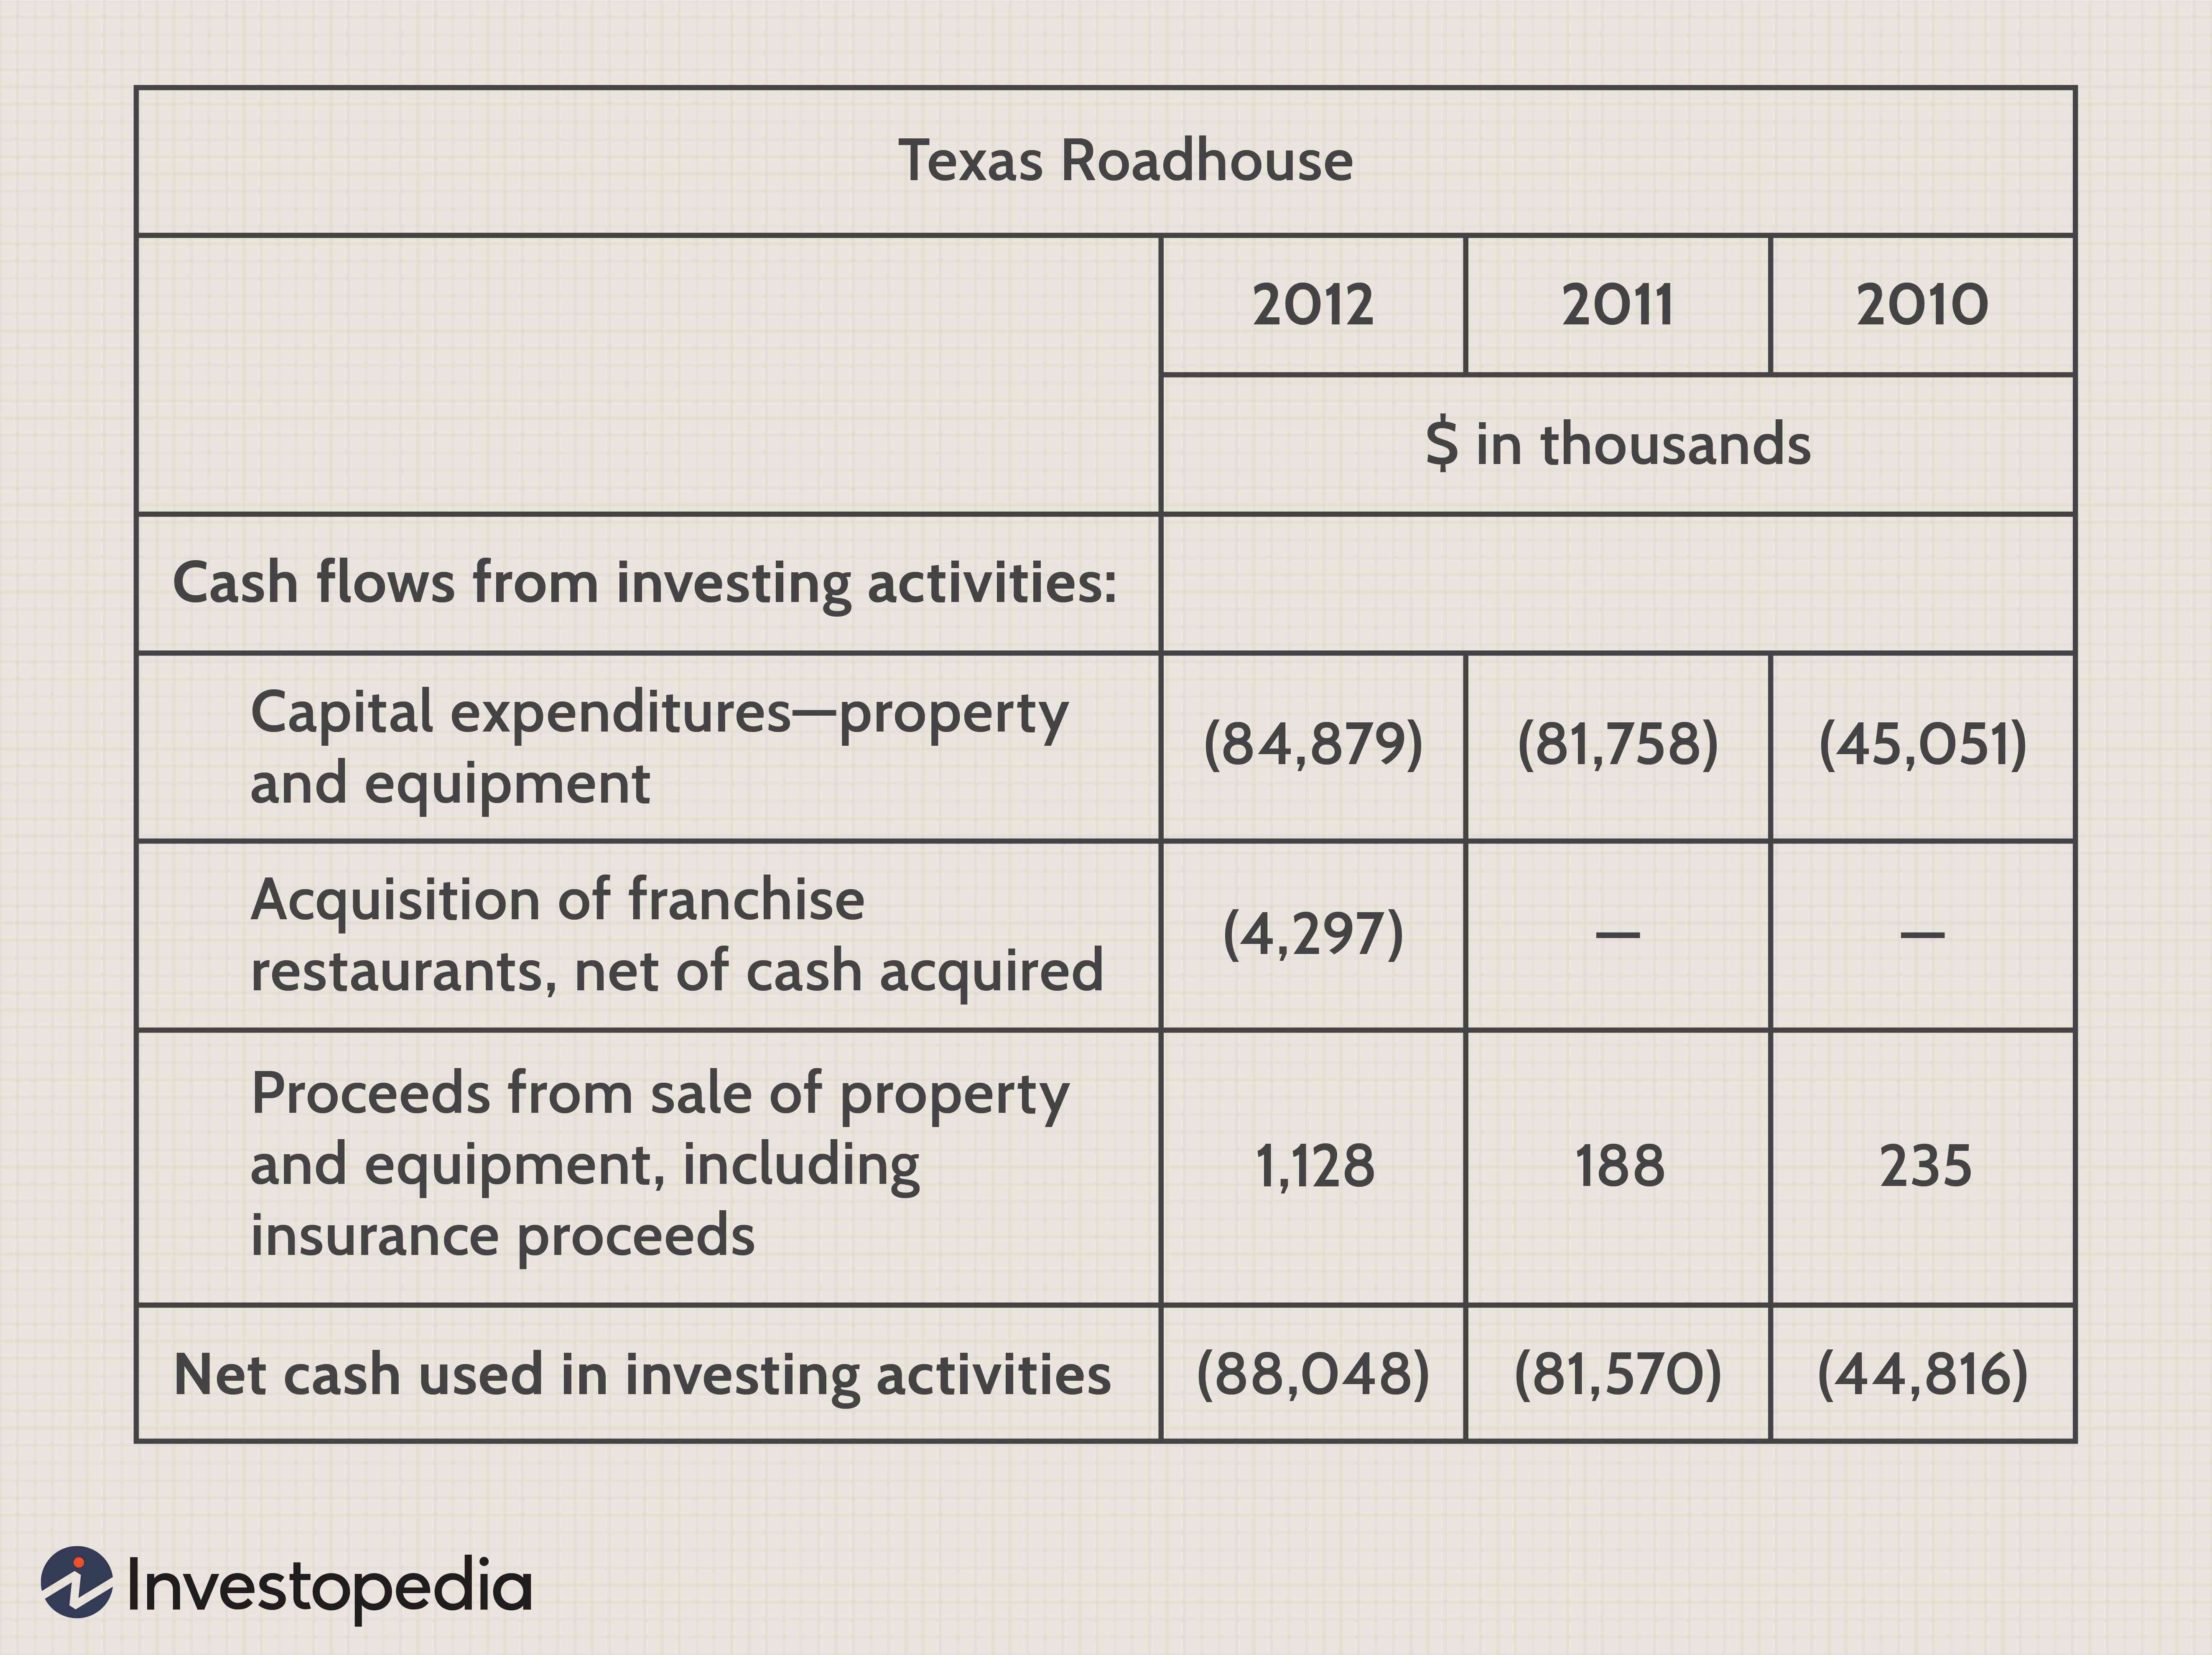 Texas Roadhouse
2012 2011 2010
$ in thousands
Cash flows from investing activities:
Capital expenditures—property
and equipment
(84,879) (81,758) (45,051)
Acquisition of franchise
restaurants, net of cash acquired
(4,297) — —
Proceeds from sale of property
and equipment, including
insurance proceeds
1,128 188 235
Net cash used in investing activities (88,048) (81,570) (44,816)
Investopedia